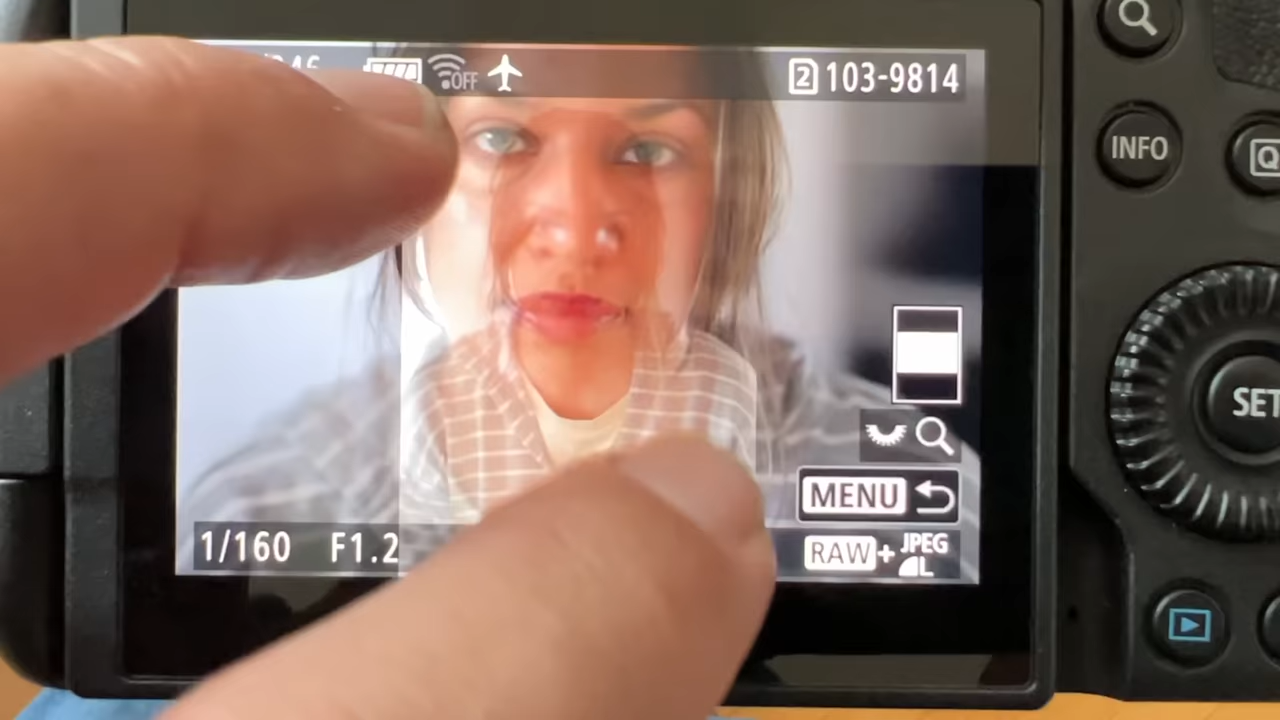 OFF 2 103-9814
INFO
Q
SET
MENU
1/160 F1.2 RAW+JPEG
L